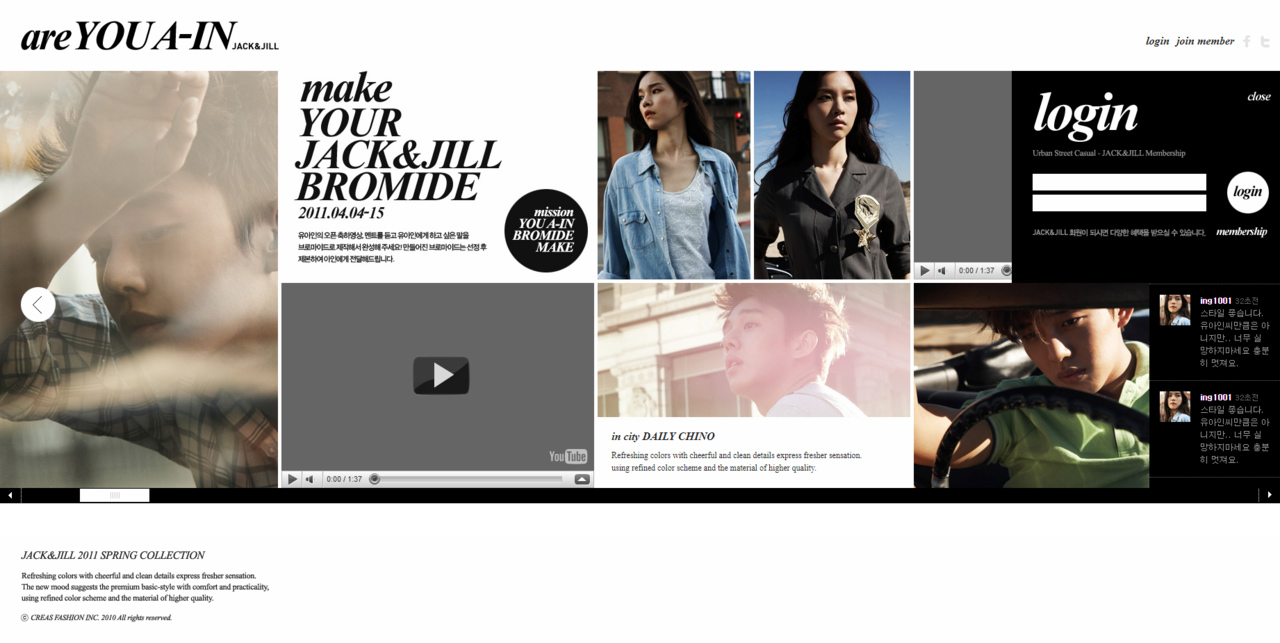 are YOU A-IN JACK&JILL
login join member
make
YOUR
JACK&JILL
BROMIDE
2011.04.04-15
유아인의 오픈 축하영상, 멘트를 듣고 유아인에게 하고 싶은 말을
브로마이드로 제작해서 완성해 주세요! 만들어진 브로마이드는 선정 후
제본하여 아인에게 전달해드립니다.
mission
YOU A-IN
BROMIDE
MAKE
0:00 / 1:37
close
login
Urban Street Casual - JACK&JILL Membership
login
JACK&JILL 회원이 되시면 다양한 혜택을 받으실 수 있습니다.
membership
YouTube
0:00 / 1:37
in city DAILY CHINO
Refreshing colors with cheerful and clean details express fresher sensation.
using refined color scheme and the material of higher quality.
ing1001 32초전
스타일 좋습니다.
유아인씨만큼은 아
니지만.. 너무 실
망하지마세요 충분
히 멋져요.
ing1001 32초전
스타일 좋습니다.
유아인씨만큼은 아
니지만.. 너무 실
망하지마세요 충분
히 멋져요.
JACK&JILL 2011 SPRING COLLECTION
Refreshing colors with cheerful and clean details express fresher sensation.
The new mood suggests the premium basic-style with comfort and practicality,
using refined color scheme and the material of higher quality.
ⓒ CREAS FASHION INC. 2010 All rights reserved.